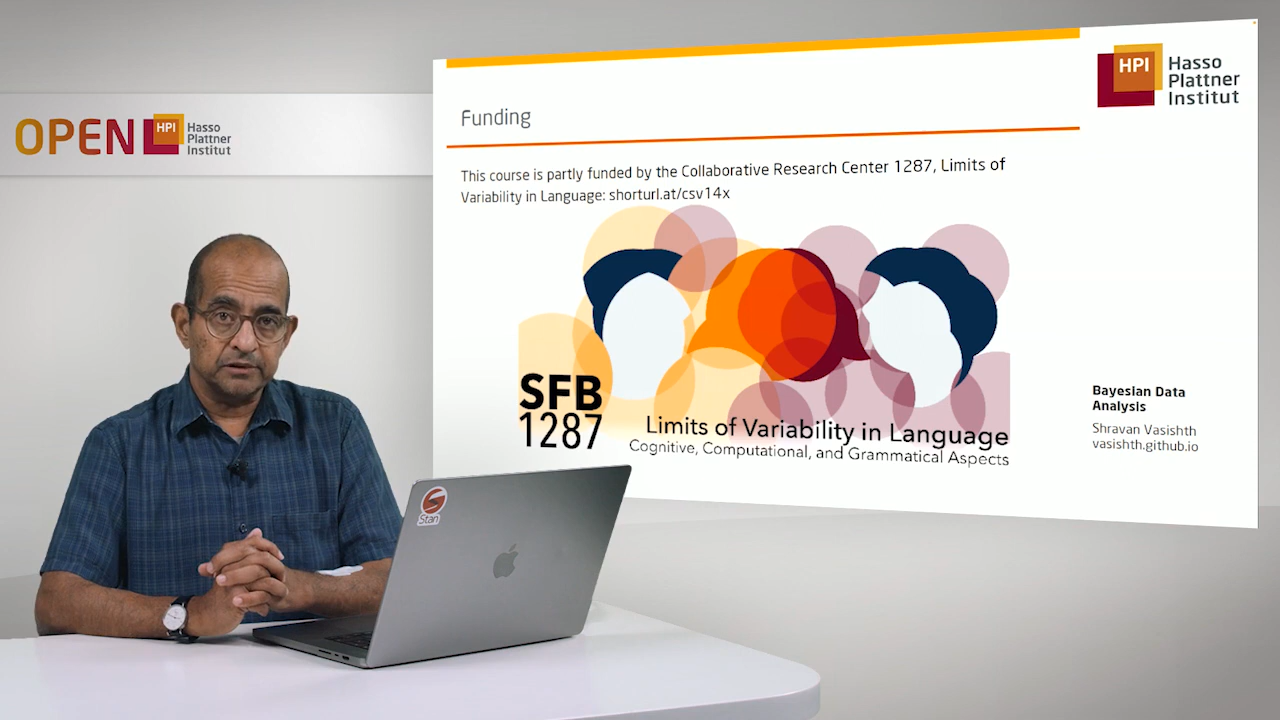 OPEN
HPI
Hasso
Plattner
Institut
Funding
This course is partly funded by the Collaborative Research Center 1287, Limits of
Variability in Language: shorturl.at/csv14x
SFB
1287
Limits of Variability in Language
Cognitive, Computational, and Grammatical Aspects
HPI
Hasso
Plattner
Institut
Bayesian Data
Analysis
Shravan Vasishth
vasishth.github.io
Stan